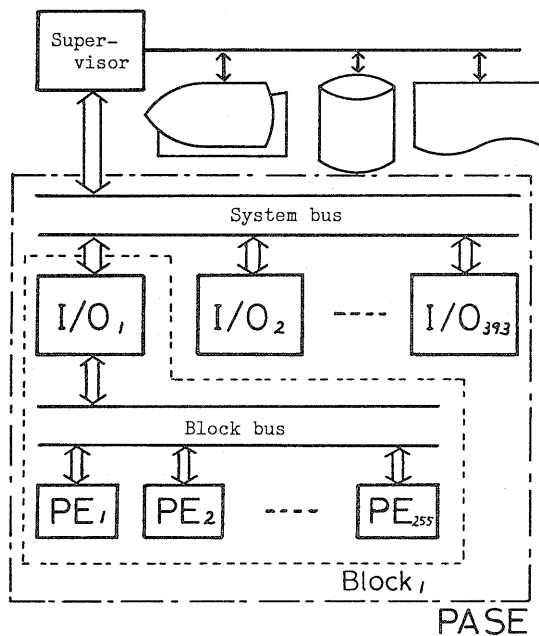 Super-
visor
System bus
I/O1 I/O2 ---- I/O393
Block bus
PE1 PE2 ---- PE255
Block1
PASE